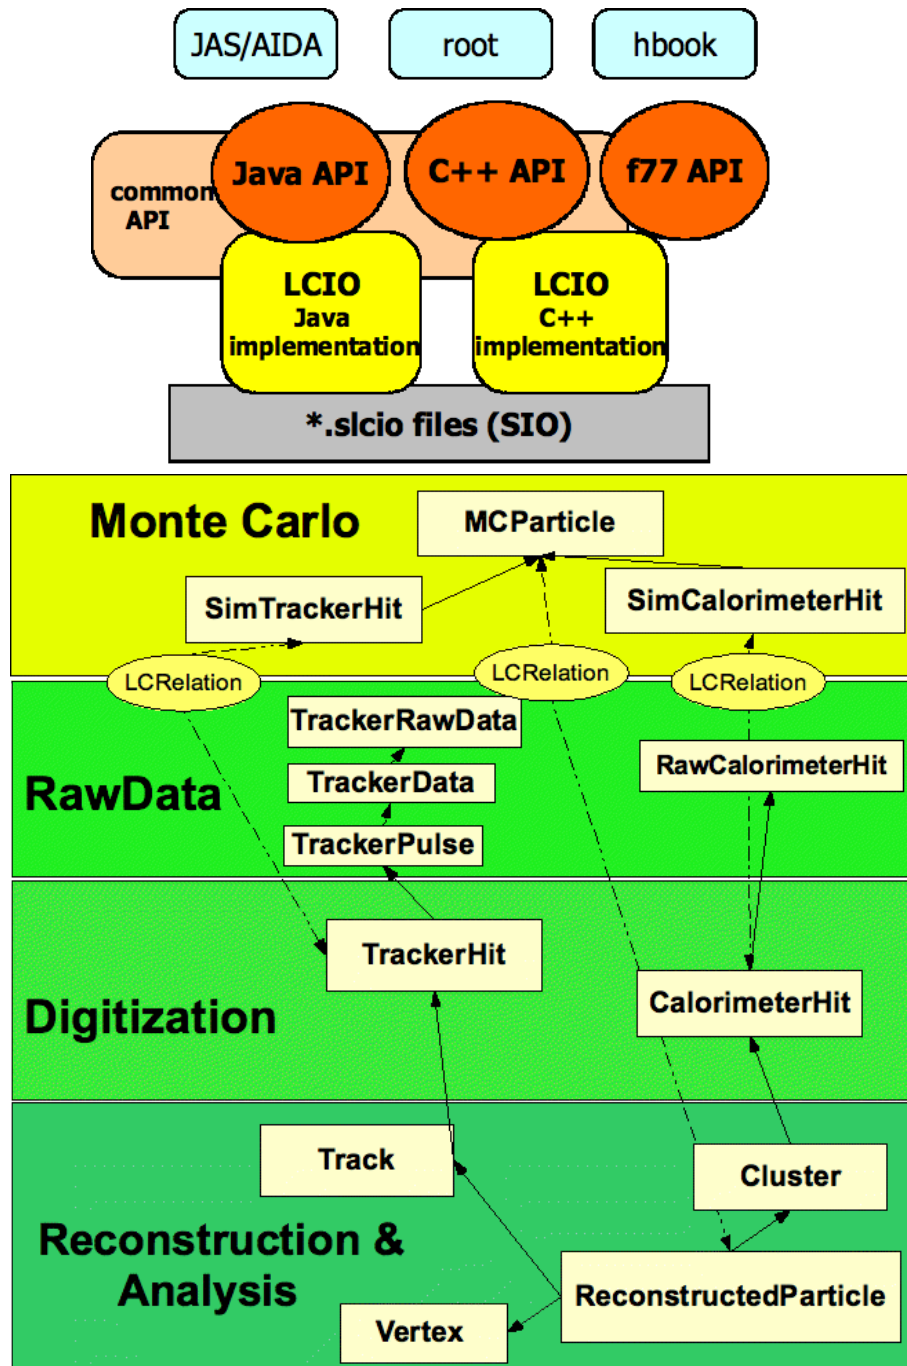 JAS/AIDA
root
hbook
common
API
Java API
C++ API
f77 API
LCIO
Java
implementation
LCIO
C++
implementation
*.slcio files (SIO)
Monte Carlo
MCParticle
SimTrackerHit
SimCalorimeterHit
LCRelation
LCRelation
LCRelation
RawData
TrackerRawData
TrackerData
TrackerPulse
RawCalorimeterHit
Digitization
TrackerHit
CalorimeterHit
Track
Cluster
Reconstruction &
Analysis
ReconstructedParticle
Vertex